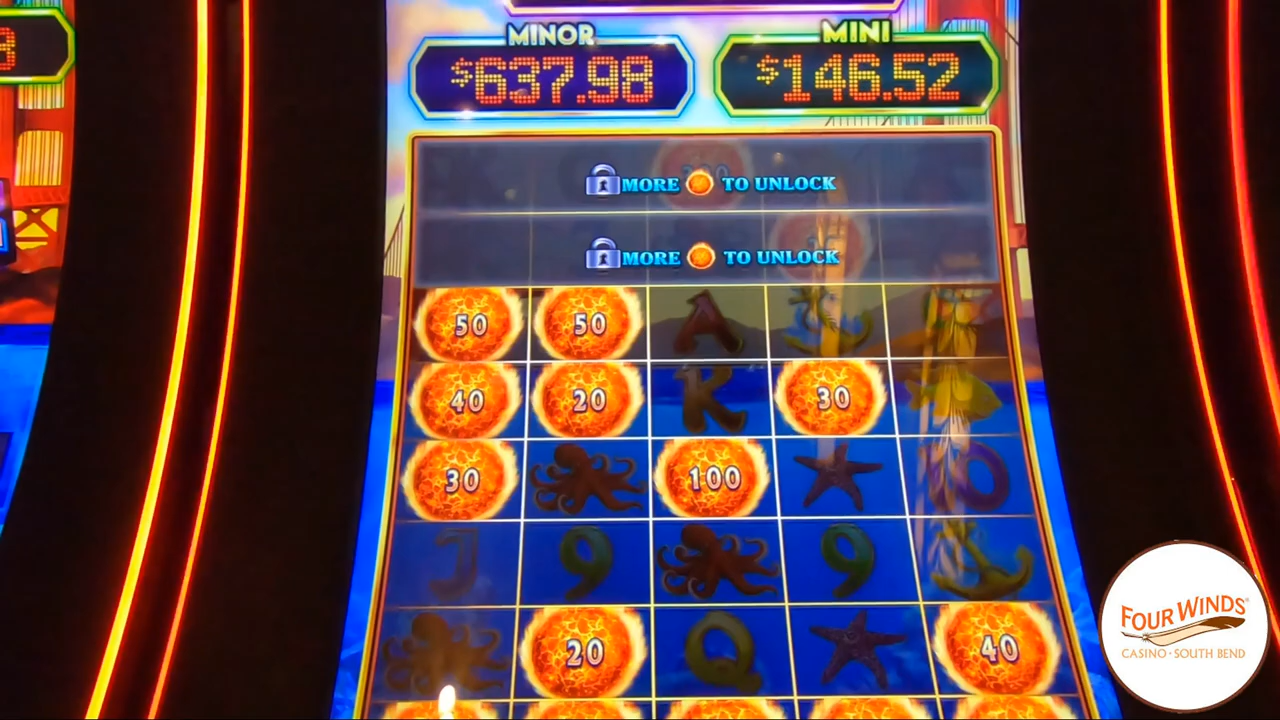 MINOR
MINI
$637.98
$146.52
MORE TO UNLOCK
MORE TO UNLOCK
50
50
A
40
20
K
30
30
100
O
J
9
9
20
Q
40
FOUR WINDS®
CASINO · SOUTH BEND